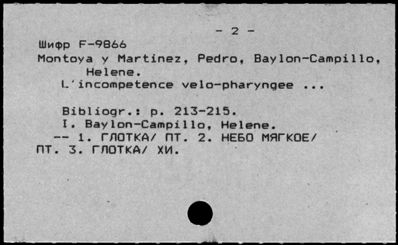 - 2 -
Шифр F-9866
Montoya y Martinez, Pedro, Baylon-Campillo,
Helene.
L'incompetence velo-pharyngee ...
Bibliogr.: p. 213-215.
I. Baylon-Campillo, Helene.
-- 1. ГЛОТКА/ ПТ. 2. НЕБО МЯГКОЕ/
ПТ. 3. ГЛОТКА/ ХИ.